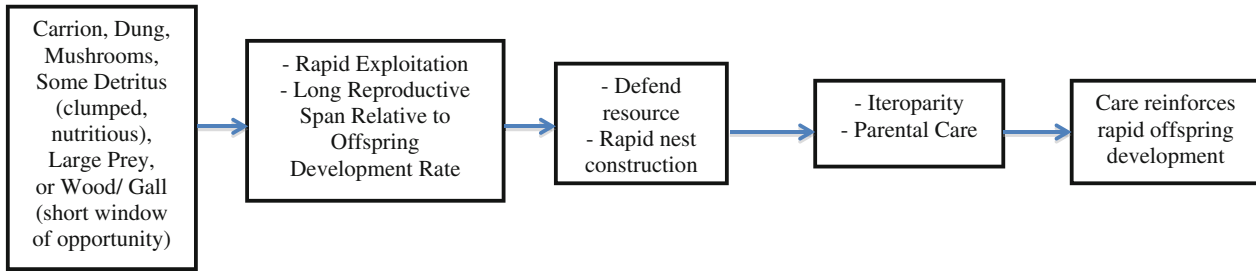 Carrion, Dung,
Mushrooms,
Some Detritus
(clumped,
nutritious),
Large Prey,
or Wood/ Gall
(short window
of opportunity)
- Rapid Exploitation
- Long Reproductive
Span Relative to
Offspring
Development Rate
- Defend
resource
- Rapid nest
construction
- Iteroparity
- Parental Care
Care reinforces
rapid offspring
development